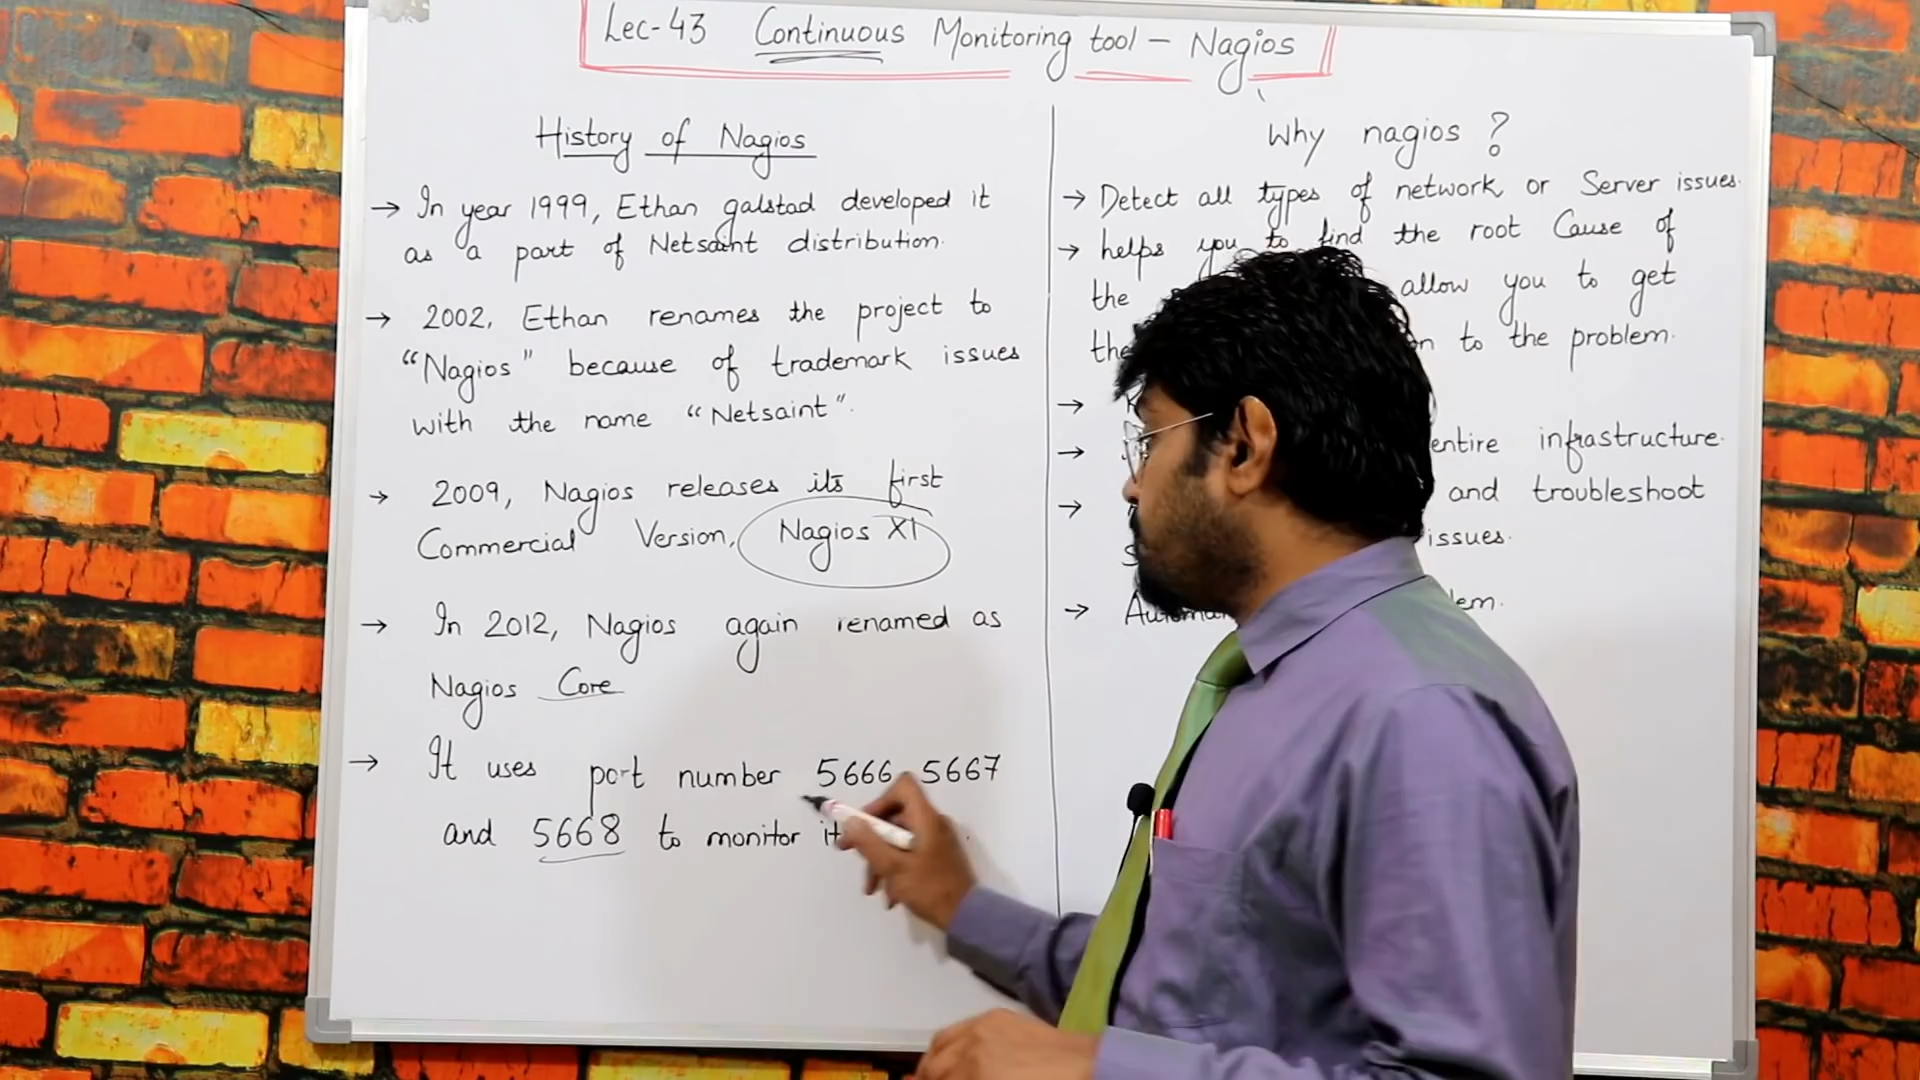 Lec-43 Continuous Monitoring tool - Nagios
History of Nagios
→ In year 1999, Ethan galstad developed it
as a part of Netsaint distribution.
→ 2002, Ethan renames the project to
"Nagios" because of trademark issues
with the name "Netsaint".
→ 2009, Nagios releases its first
Commercial Version, Nagios XI
→ In 2012, Nagios again renamed as
Nagios Core
→ It uses port number 5666, 5667
and 5668 to monitor
Why nagios ?
→ Detect all types of network or Server issues.
→ helps you to find the root Cause of
the allow you to get
to the problem.
→
→ entire infrastructure.
→ and troubleshoot
issues.
→